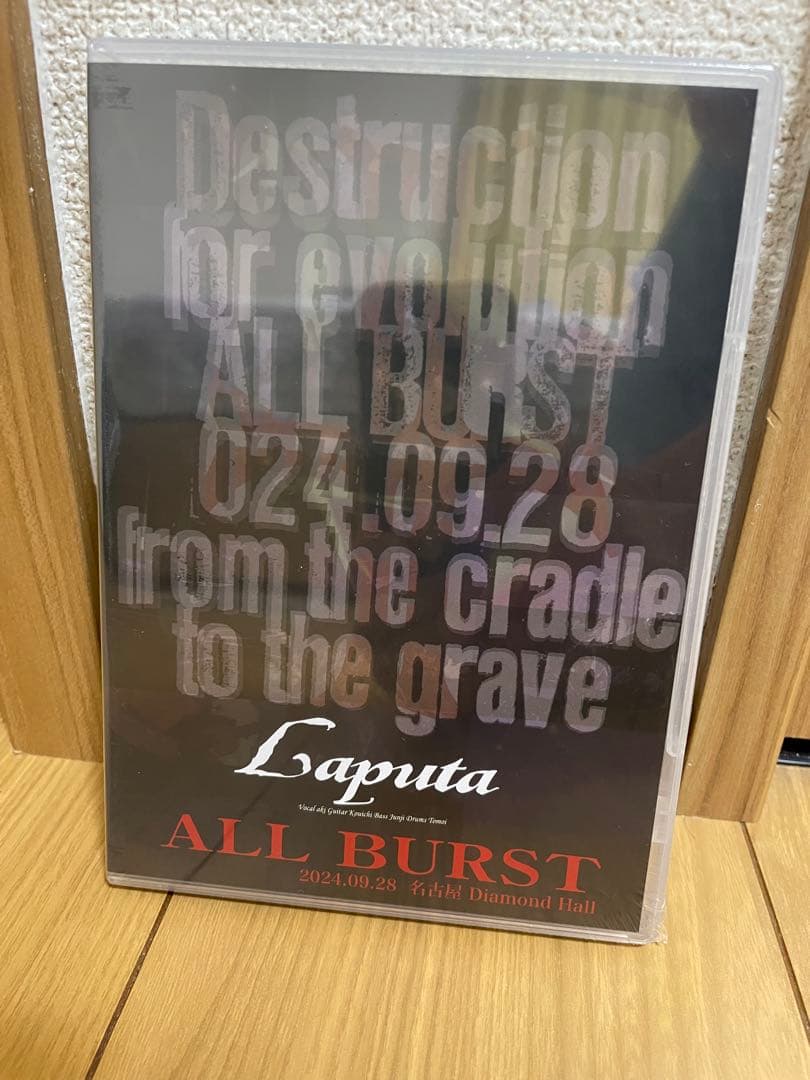 Destruction
for evolution
ALL BURST
024.09.28
from the cradle
to the grave
Laputa
Vocal aki Guitar Kouichi Bass Junji Drums Tomoi
ALL BURST
2024.09.28 名古屋 Diamond Hall